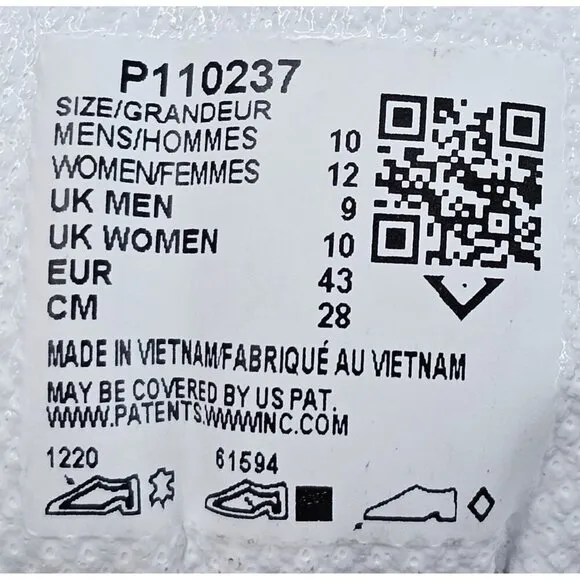 P110237
SIZE/GRANDEUR
MENS/HOMMES 10
WOMEN/FEMMES 12
UK MEN 9
UK WOMEN 10
EUR 43
CM 28
MADE IN VIETNAM/FABRIQUÉ AU VIETNAM
MAY BE COVERED BY US PAT.
WWW.PATENTS.WWWINC.COM
1220 61594